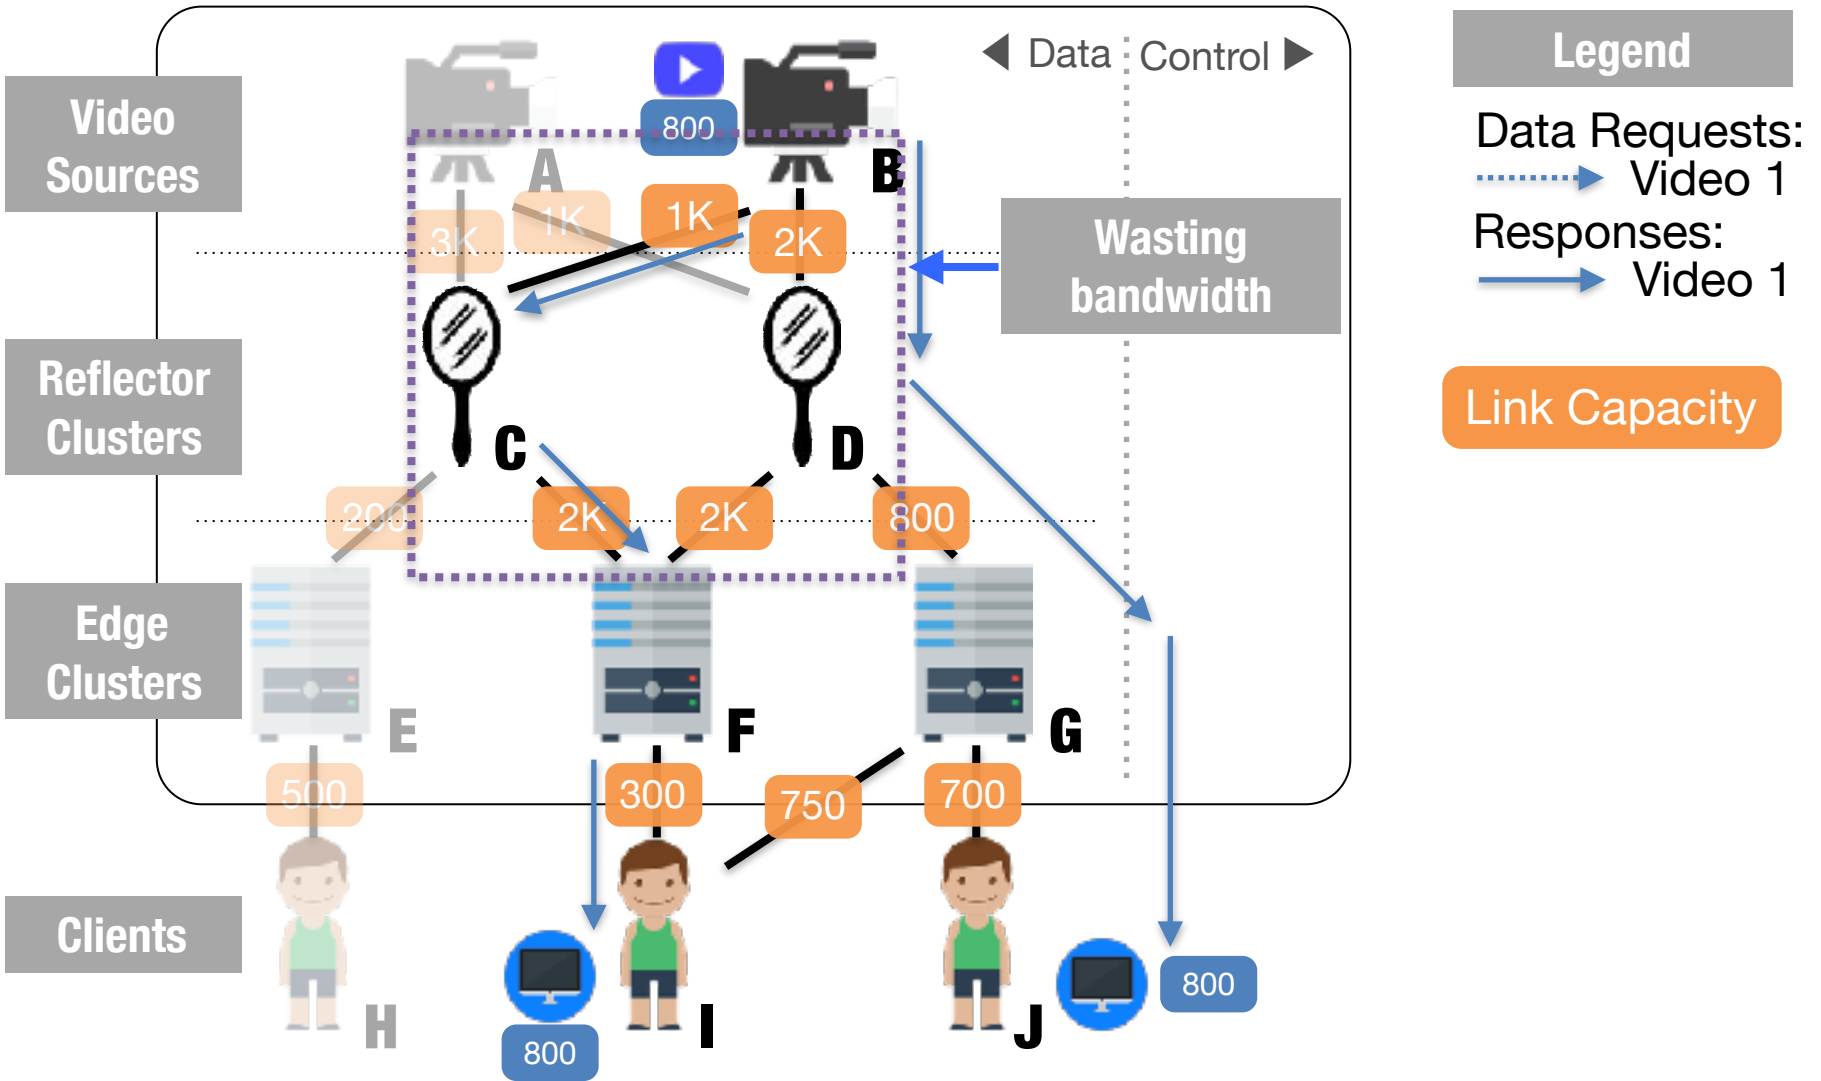 Data
Control
Legend
Video
Sources
800
A
B
Data Requests:
Video 1
Responses:
Video 1
3K
1K
1K
2K
Wasting
bandwidth
Reflector
Clusters
Link Capacity
C
D
200
2K
2K
800
Edge
Clusters
E
F
G
500
300
750
700
Clients
H
I
J
800
800